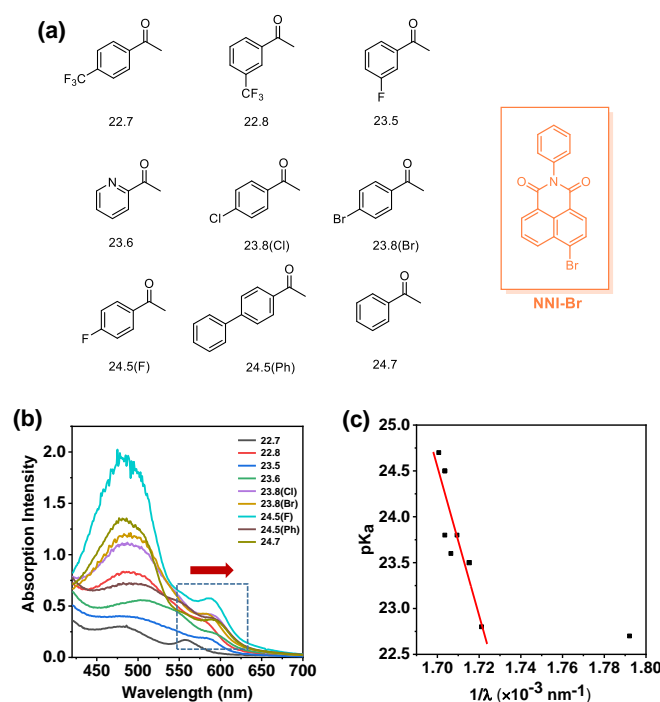 (a)
O
F₃C
22.7
O
CF₃
22.8
O
F
23.5
N
O
23.6
O
Cl
23.8(Cl)
O
Br
23.8(Br)
O
F
24.5(F)
O
24.5(Ph)
O
24.7
N
O
O
Br
NNI-Br
(b)
2.0
1.5
1.0
0.5
0.0
Absorption Intensity
22.7
22.8
23.5
23.6
23.8(Cl)
23.8(Br)
24.5(F)
24.5(Ph)
24.7
450 500 550 600 650 700
Wavelength (nm)
(c)
25.0
24.5
24.0
23.5
23.0
22.5
pKa
1.70 1.72 1.74 1.76 1.78 1.80
1/λ (×10⁻³ nm⁻¹)